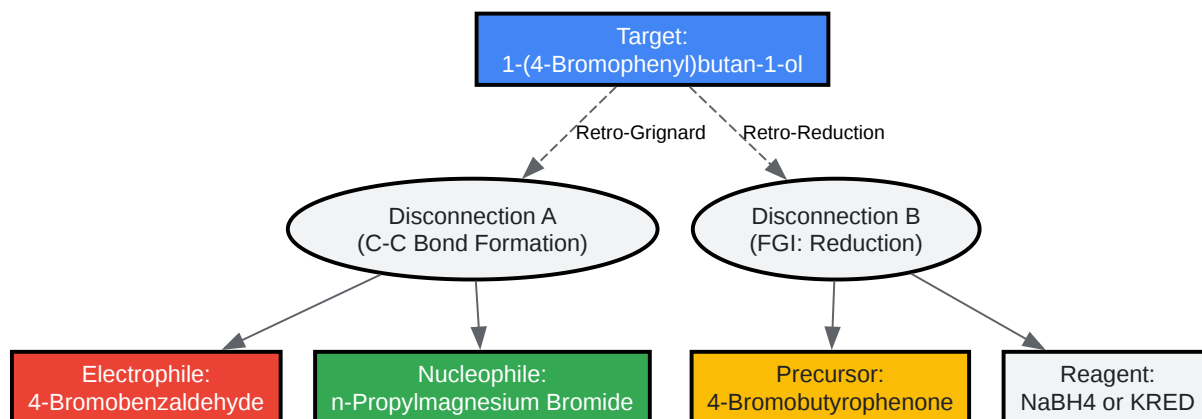 Target:
1-(4-Bromophenyl)butan-1-ol
Retro-Grignard
Retro-Reduction
Disconnection A
(C-C Bond Formation)
Disconnection B
(FGI: Reduction)
Electrophile:
4-Bromobenzaldehyde
Nucleophile:
n-Propylmagnesium Bromide
Precursor:
4-Bromobutyrophenone
Reagent:
NaBH4 or KRED